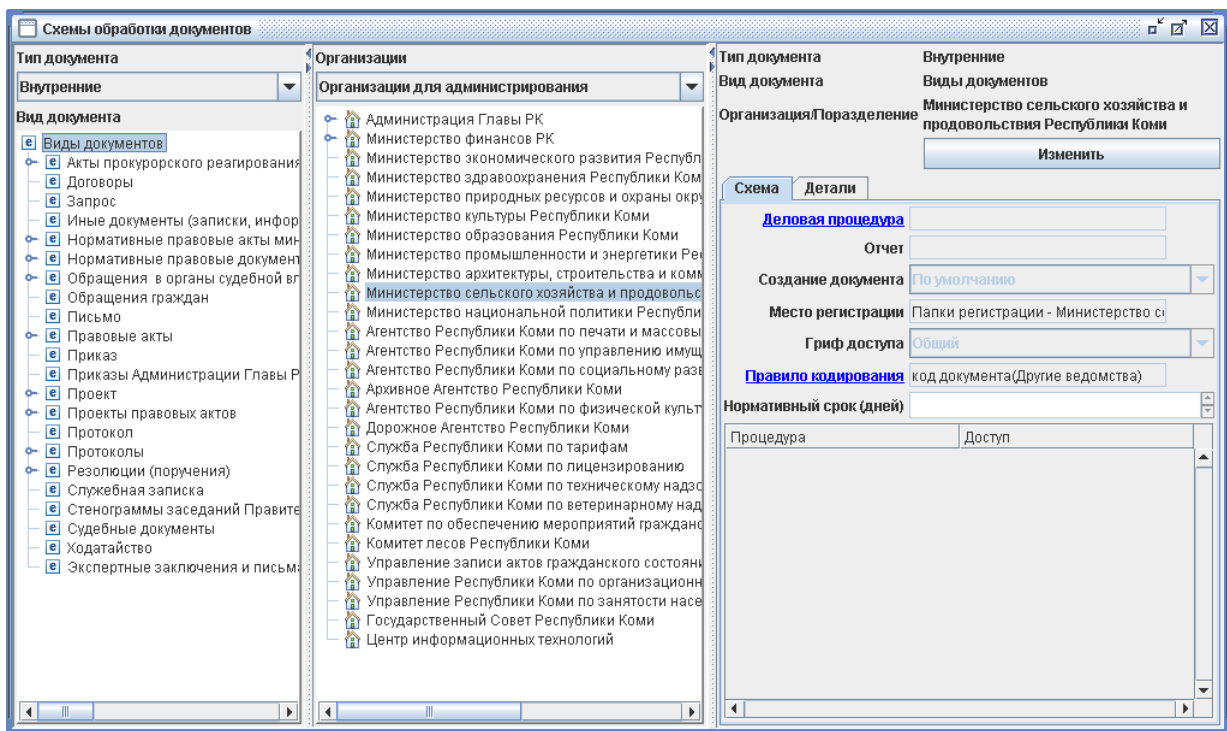 Схемы обработки документов
Тип документа
Внутренние
Вид документа
Виды документов
Акты прокурорского реагирования
Договоры
Запрос
Иные документы (записки, инфор
Нормативные правовые акты мин
Нормативные правовые документ
Обращения в органы судебной вл
Обращения граждан
Письмо
Правовые акты
Приказ
Приказы Администрации Главы Р
Проект
Проекты правовых актов
Протокол
Протоколы
Резолюции (поручения)
Служебная записка
Стенограммы заседаний Правите
Судебные документы
Ходатайство
Экспертные заключения и письма
Организации
Организации для администрирования
Администрация Главы РК
Министерство финансов РК
Министерство экономического развития Республ
Министерство здравоохранения Республики Ком
Министерство природных ресурсов и охраны окру
Министерство культуры Республики Коми
Министерство образования Республики Коми
Министерство промышленности и энергетики Рес
Министерство архитектуры, строительства и комм
Министерство сельского хозяйства и продовольс
Министерство национальной политики Республи
Агентство Республики Коми по печати и массовы
Агентство Республики Коми по управлению имущ
Агентство Республики Коми по социальному разв
Архивное Агентство Республики Коми
Агентство Республики Коми по физической культ
Дорожное Агентство Республики Коми
Служба Республики Коми по тарифам
Служба Республики Коми по лицензированию
Служба Республики Коми по техническому надзо
Служба Республики Коми по ветеринарному над
Комитет по обеспечению мероприятий гражданс
Комитет лесов Республики Коми
Управление записи актов гражданского состояни
Управление Республики Коми по организационн
Управление Республики Коми по занятости насе
Государственный Совет Республики Коми
Центр информационных технологий
Тип документа Внутренние
Вид документа Виды документов
Организация/Поразделение Министерство сельского хозяйства и
продовольствия Республики Коми
Изменить
Схема Детали
Деловая процедура
Отчет
Создание документа По умолчанию
Место регистрации Папки регистрации - Министерство с
Гриф доступа Общий
Правило кодирования код документа(Другие ведомства)
Нормативный срок (дней)
Процедура Доступ